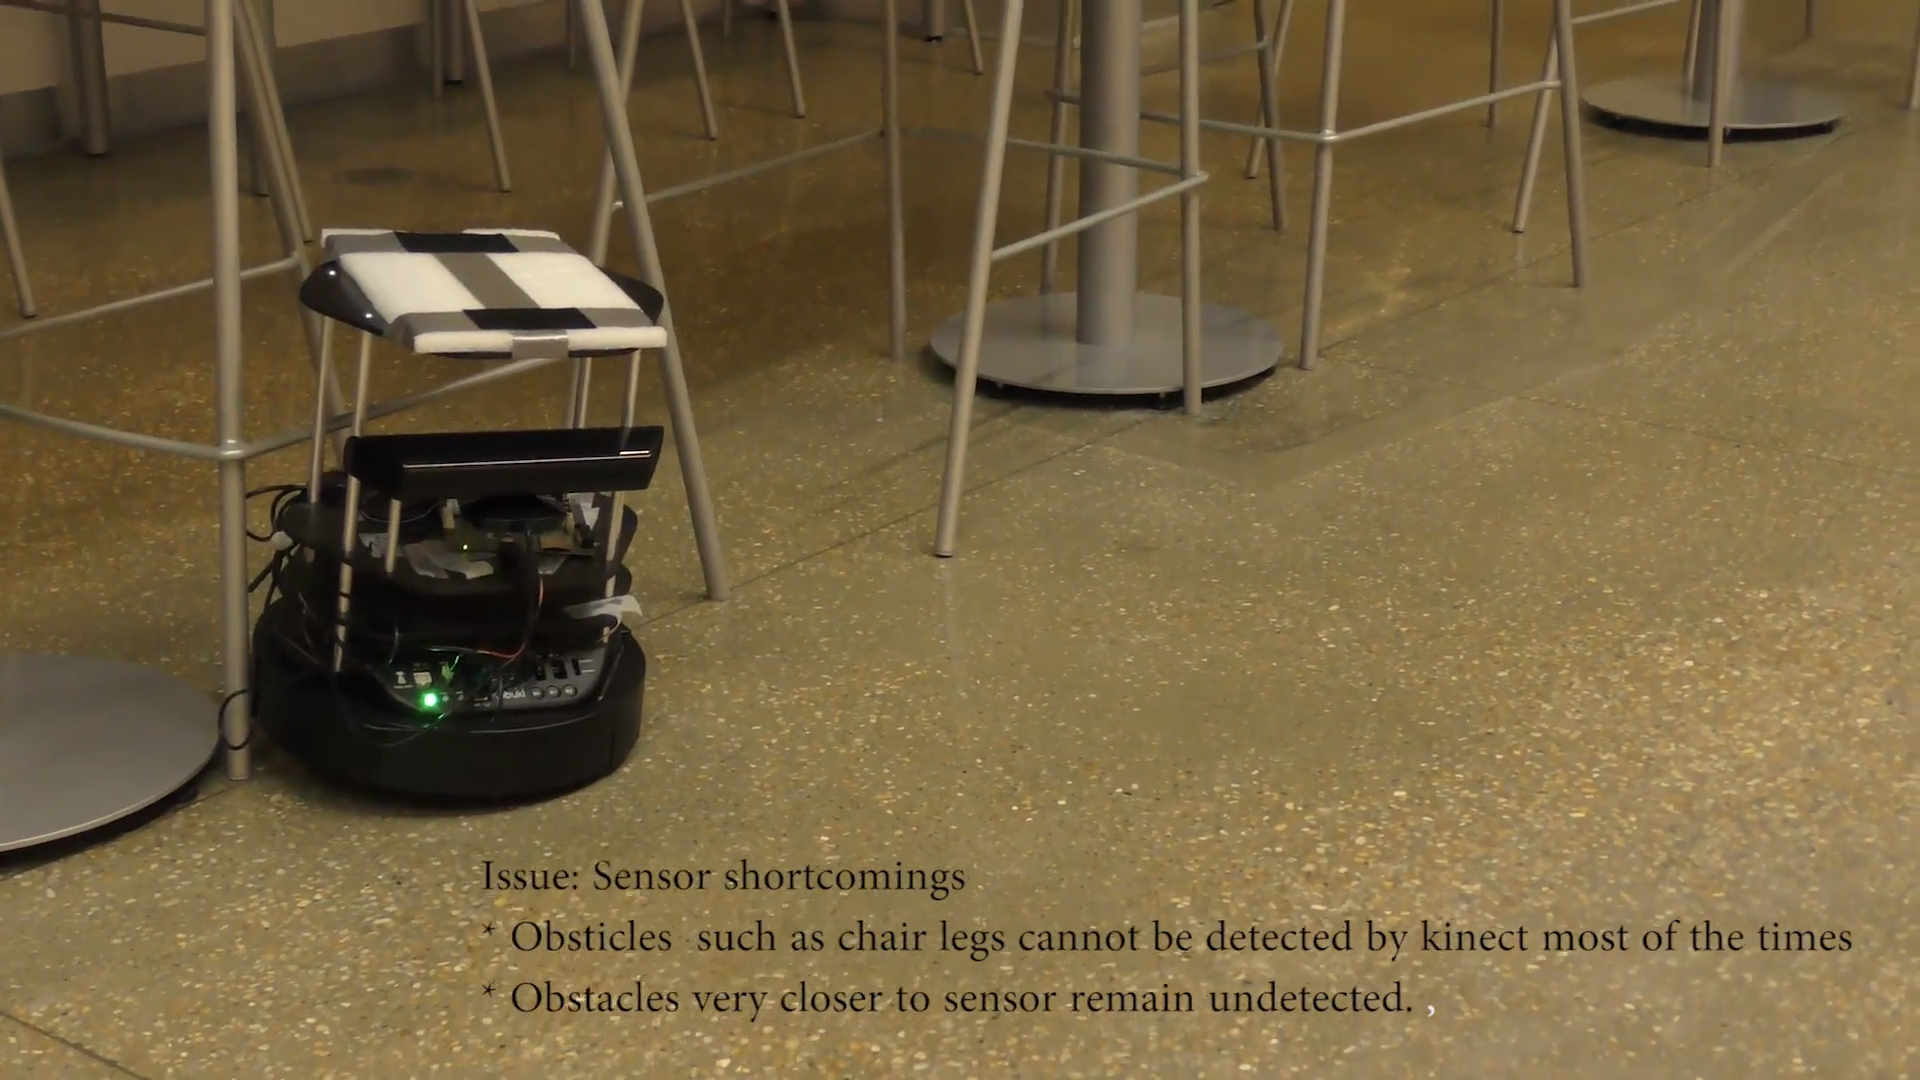 buki
Issue: Sensor shortcomings
* Obsticles such as chair legs cannot be detected by kinect most of the times
* Obstacles very closer to sensor remain undetected. ,